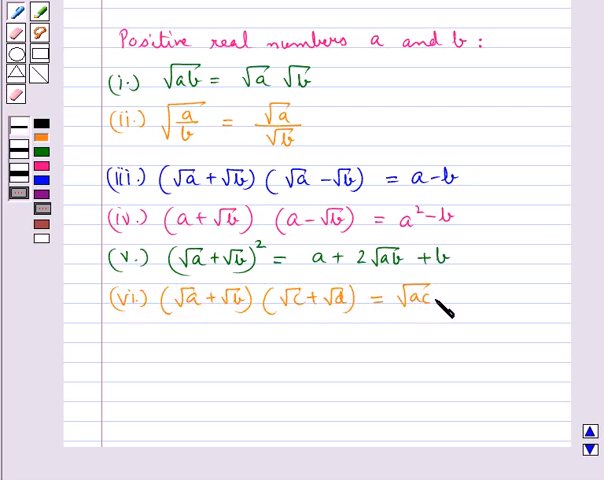 Positive real numbers a and b :
(i.) √ab = √a √b
(ii.) √(a/b) = √a/√b
(iii.) (√a + √b) (√a − √b) = a − b
(iv.) (a + √b) (a − √b) = a² − b
(v.) (√a + √b)² = a + 2√ab + b
(vi.) (√a + √b) (√c + √d) = √ac